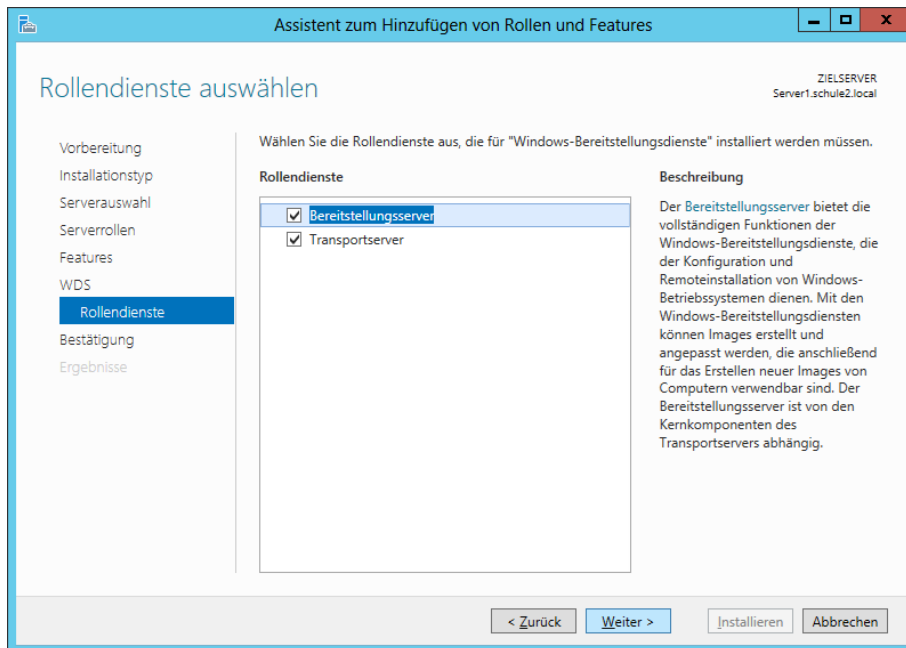 Assistent zum Hinzufügen von Rollen und Features
Rollendienste auswählen
ZIELSERVER
Server1.schule2.local
Vorbereitung
Installationstyp
Serverauswahl
Serverrollen
Features
WDS
Rollendienste
Bestätigung
Ergebnisse
Wählen Sie die Rollendienste aus, die für "Windows-Bereitstellungsdienste" installiert werden müssen.
Rollendienste
Bereitstellungsserver
Transportserver
Beschreibung
Der Bereitstellungsserver bietet die
vollständigen Funktionen der
Windows-Bereitstellungsdienste, die
der Konfiguration und
Remoteinstallation von Windows-
Betriebssystemen dienen. Mit den
Windows-Bereitstellungsdiensten
können Images erstellt und
angepasst werden, die anschließend
für das Erstellen neuer Images von
Computern verwendbar sind. Der
Bereitstellungsserver ist von den
Kernkomponenten des
Transportservers abhängig.
< Zurück
Weiter >
Installieren
Abbrechen